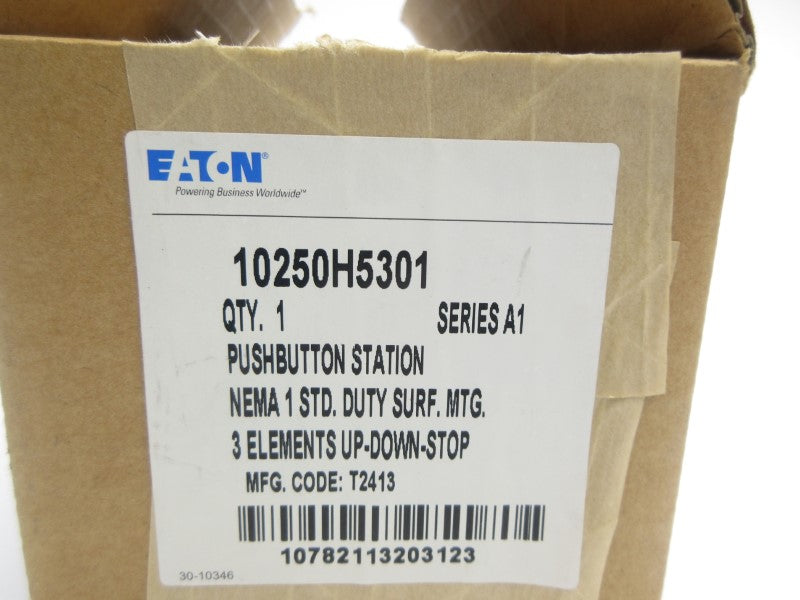 EATON®
Powering Business Worldwide™
10250H5301
QTY. 1 SERIES A1
PUSHBUTTON STATION
NEMA 1 STD. DUTY SURF. MTG.
3 ELEMENTS UP-DOWN-STOP
MFG. CODE: T2413
10782113203123
30-10346